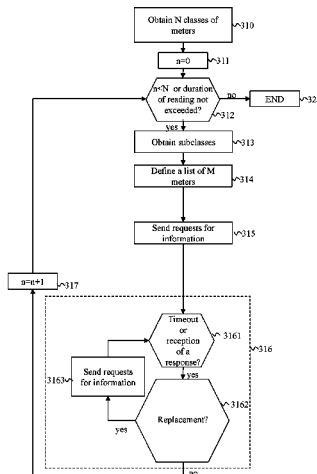 Obtain N classes of
meters
310
n=0
311
n<N or duration
of reading not
exceeded?
no
END
32
312
yes
Obtain subclasses
313
Define a list of M
meters
314
Send requests for
information
315
n=n+1
317
Timeout
or
reception
of a
response?
3161
316
3163
Send requests
for information
yes
3162
Replacement?
yes
no